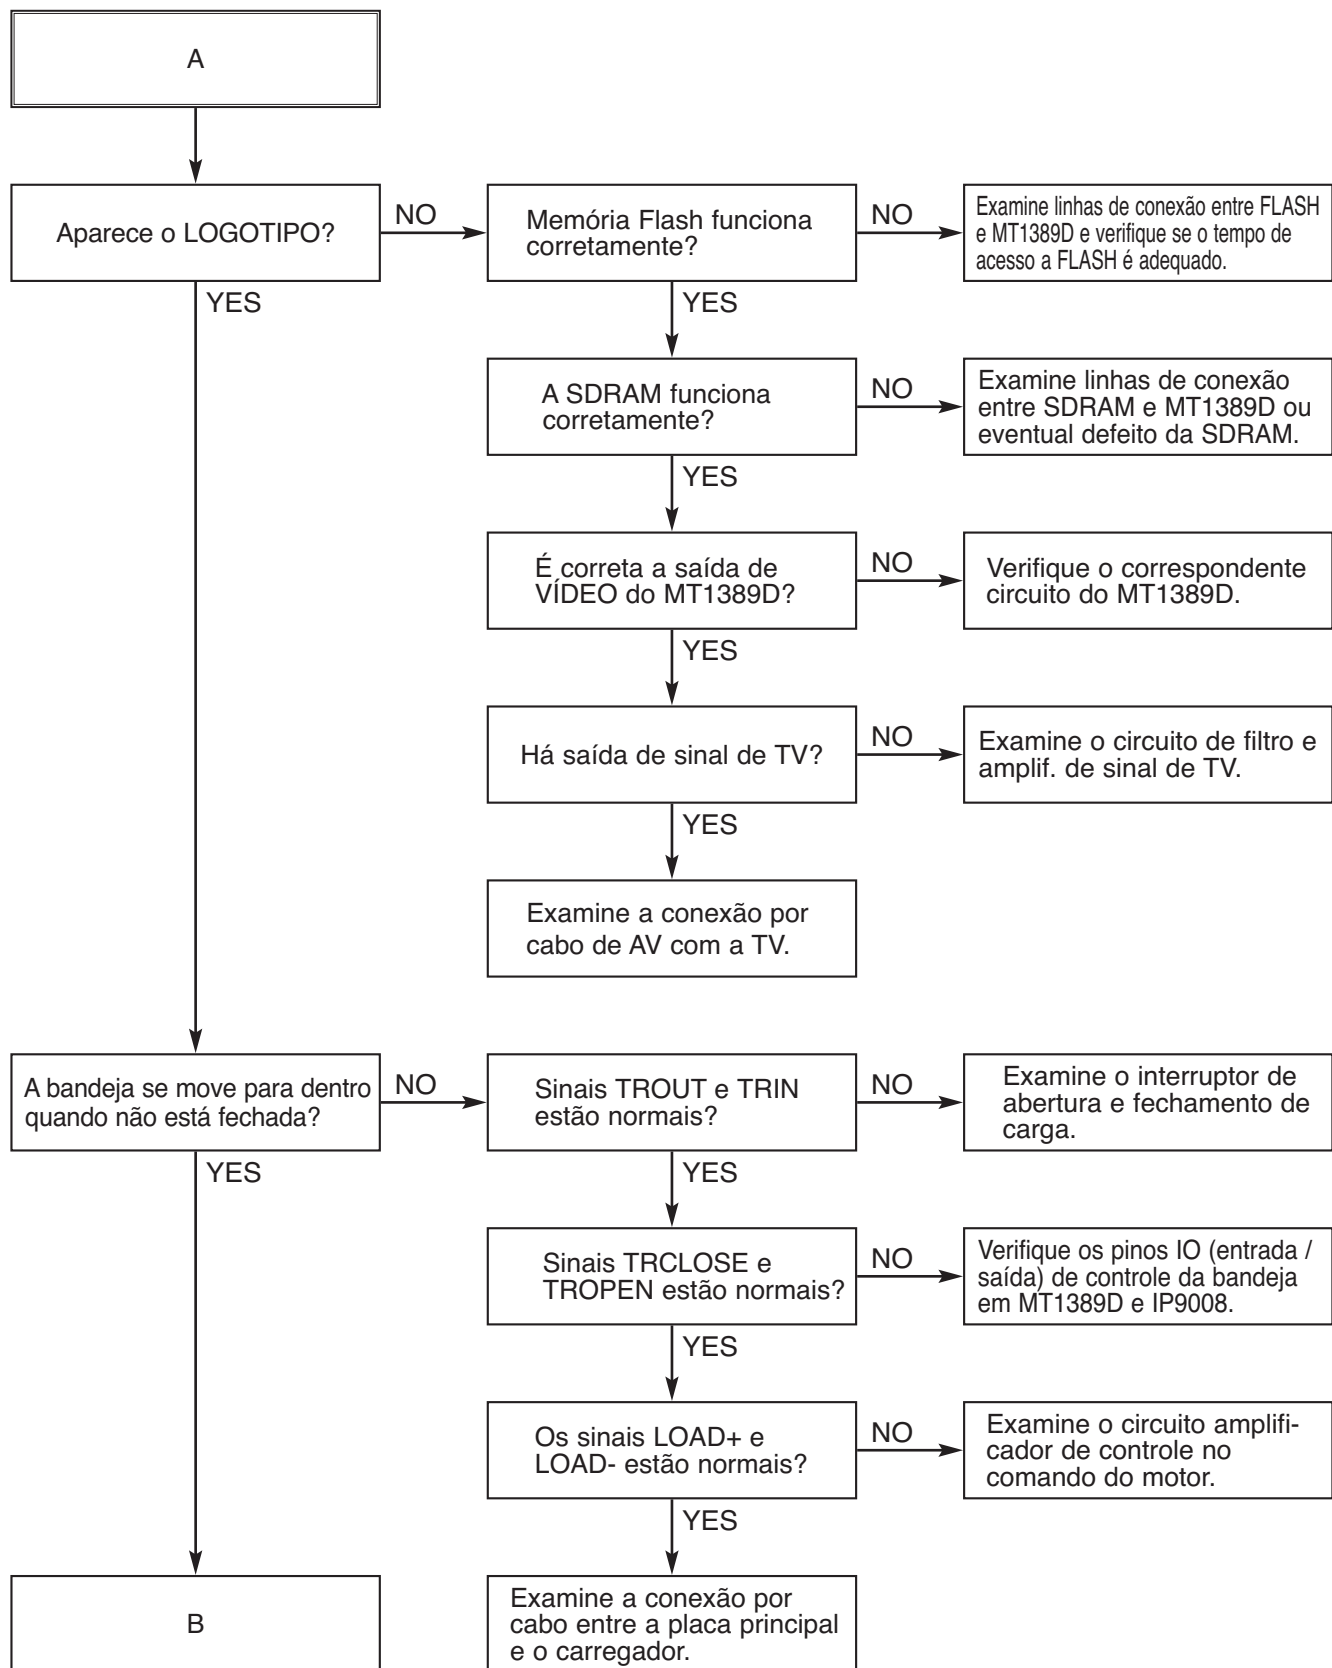 A
Aparece o LOGOTIPO?
NO
Memória Flash funciona
corretamente?
NO
Examine linhas de conexão entre FLASH
e MT1389D e verifique se o tempo de
acesso a FLASH é adequado.
YES
YES
A SDRAM funciona
corretamente?
NO
Examine linhas de conexão
entre SDRAM e MT1389D ou
eventual defeito da SDRAM.
YES
É correta a saída de
VÍDEO do MT1389D?
NO
Verifique o correspondente
circuito do MT1389D.
YES
Há saída de sinal de TV?
NO
Examine o circuito de filtro e
amplif. de sinal de TV.
YES
Examine a conexão por
cabo de AV com a TV.
A bandeja se move para dentro
quando não está fechada?
NO
Sinais TROUT e TRIN
estão normais?
NO
Examine o interruptor de
abertura e fechamento de
carga.
YES
YES
Sinais TRCLOSE e
TROPEN estão normais?
NO
Verifique os pinos IO (entrada /
saída) de controle da bandeja
em MT1389D e IP9008.
YES
Os sinais LOAD+ e
LOAD- estão normais?
NO
Examine o circuito amplifi-
cador de controle no
comando do motor.
YES
B
Examine a conexão por
cabo entre a placa principal
e o carregador.